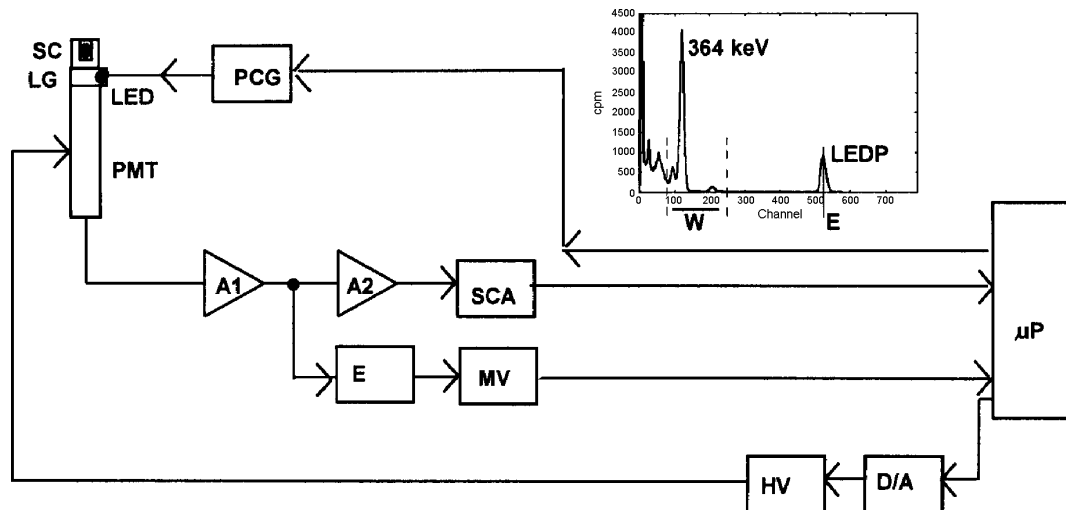 SC
LG
LED
PMT
PCG
A1
A2
SCA
E
MV
HV
D/A
µP
4500
4000
3500
3000
2500
2000
1500
1000
500
0
cpm
364 keV
LEDP
0 100 200 300 400 500 600 700
Channel
W
E